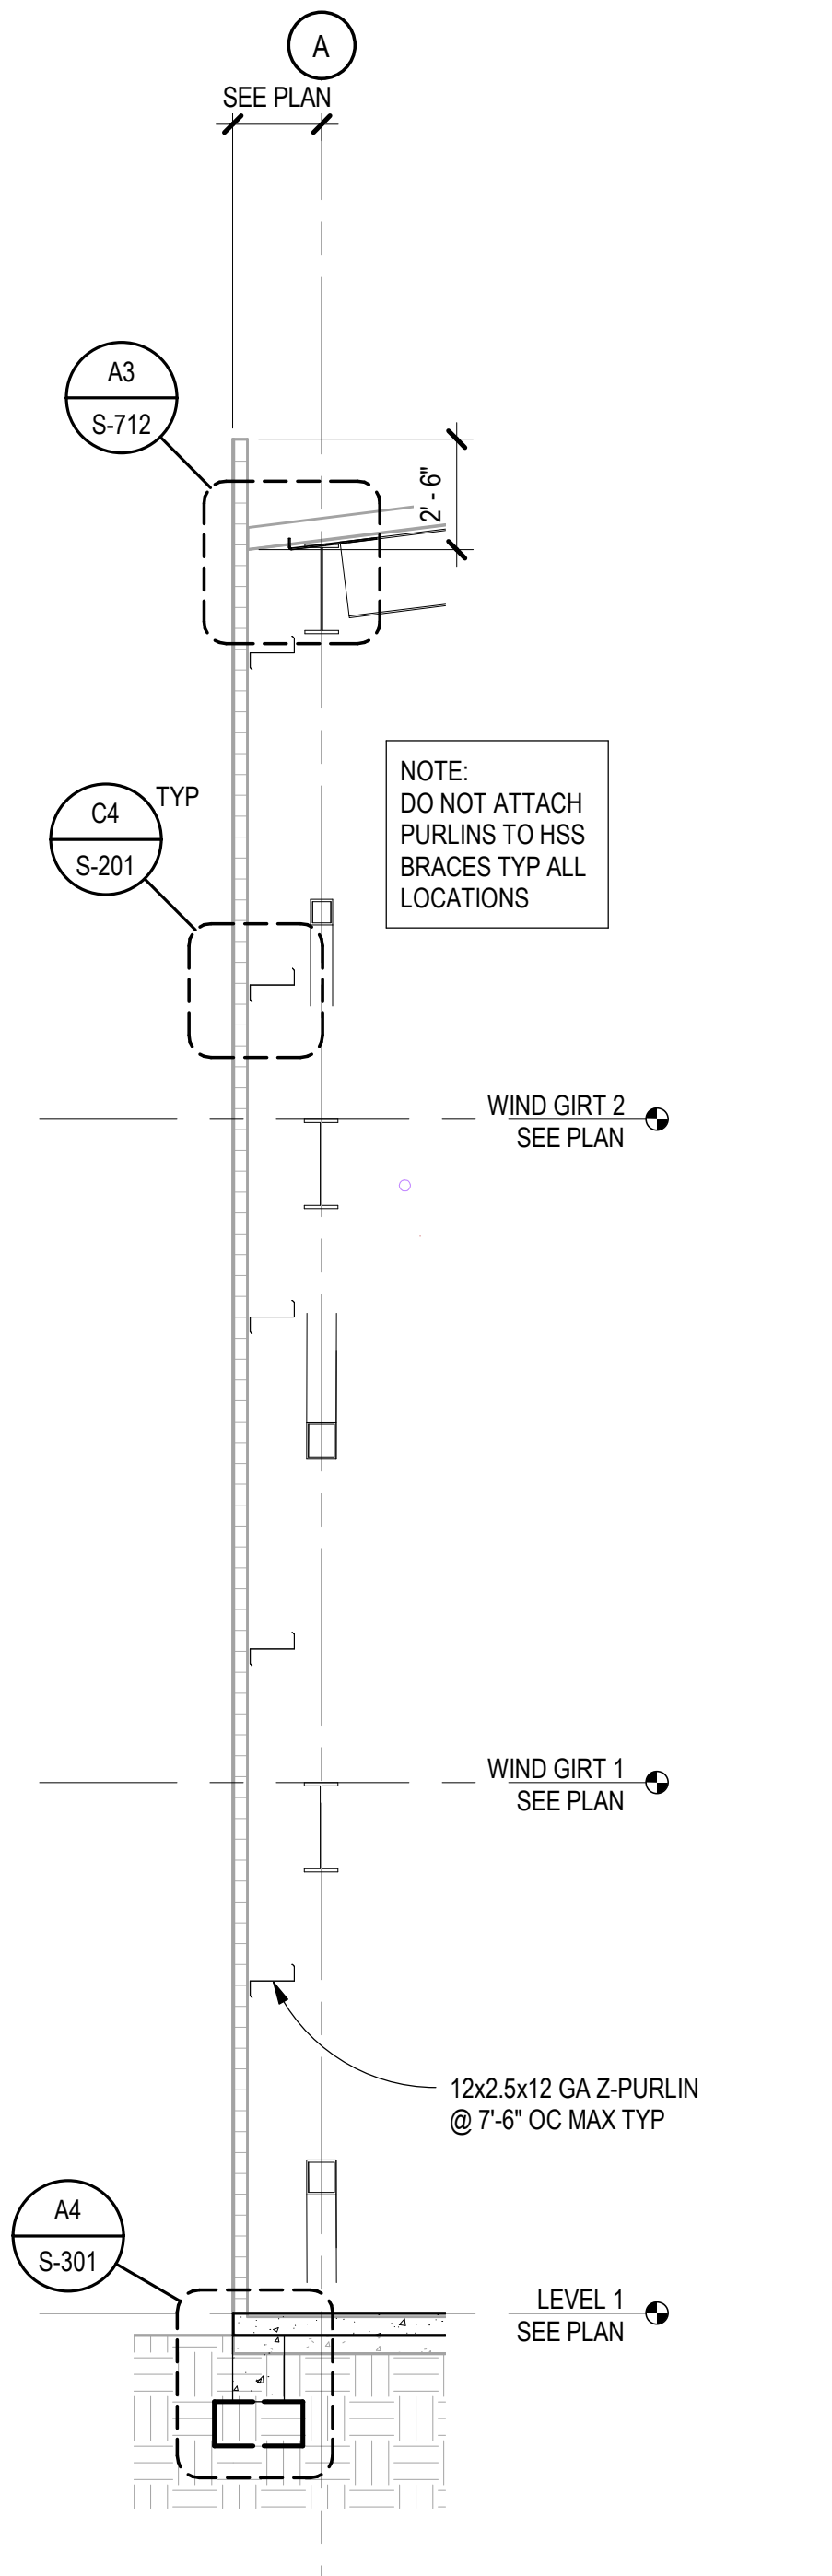 A
SEE PLAN
A3
S-712
2' - 6"
NOTE:
DO NOT ATTACH
PURLINS TO HSS
BRACES TYP ALL
LOCATIONS
C4
TYP
S-201
WIND GIRT 2
SEE PLAN
WIND GIRT 1
SEE PLAN
12x2.5x12 GA Z-PURLIN
@ 7'-6" OC MAX TYP
A4
S-301
LEVEL 1
SEE PLAN